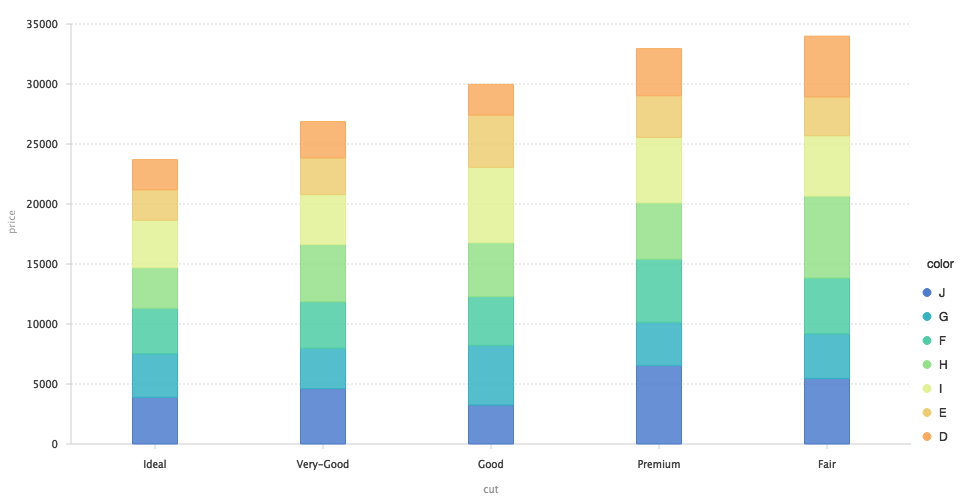 35000
30000
25000
20000
15000
10000
5000
0
price
Ideal
Very-Good
Good
Premium
Fair
cut
color
J
G
F
H
I
E
D